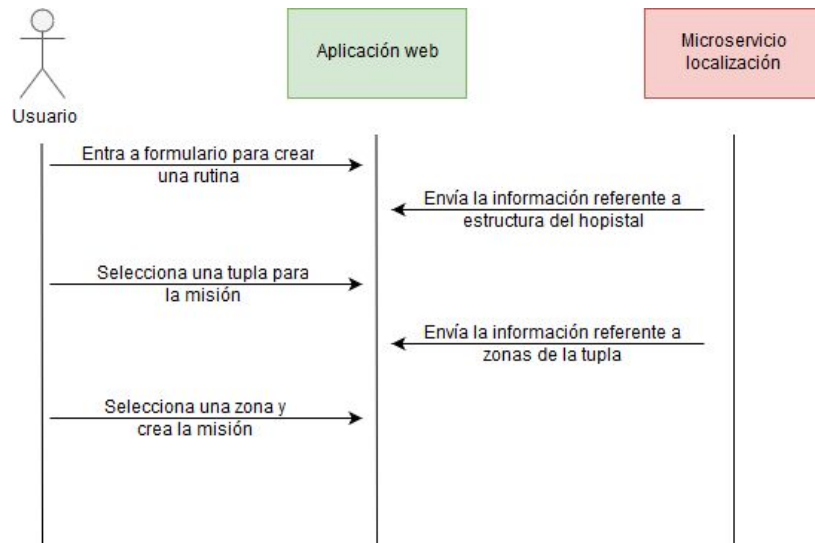 Aplicación web
Microservicio
localización
Usuario
Entra a formulario para crear
una rutina
Envía la información referente a
estructura del hopistal
Selecciona una tupla para
la misión
Envía la información referente a
zonas de la tupla
Selecciona una zona y
crea la misión